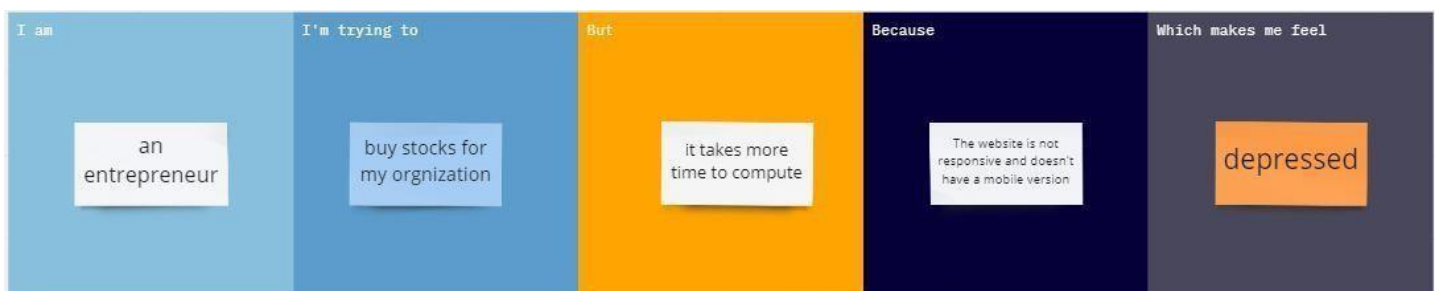 I am
an
entrepreneur
I'm trying to
buy stocks for
my orgnization
But
it takes more
time to compute
Because
The website is not
responsive and doesn't
have a mobile version
Which makes me feel
depressed